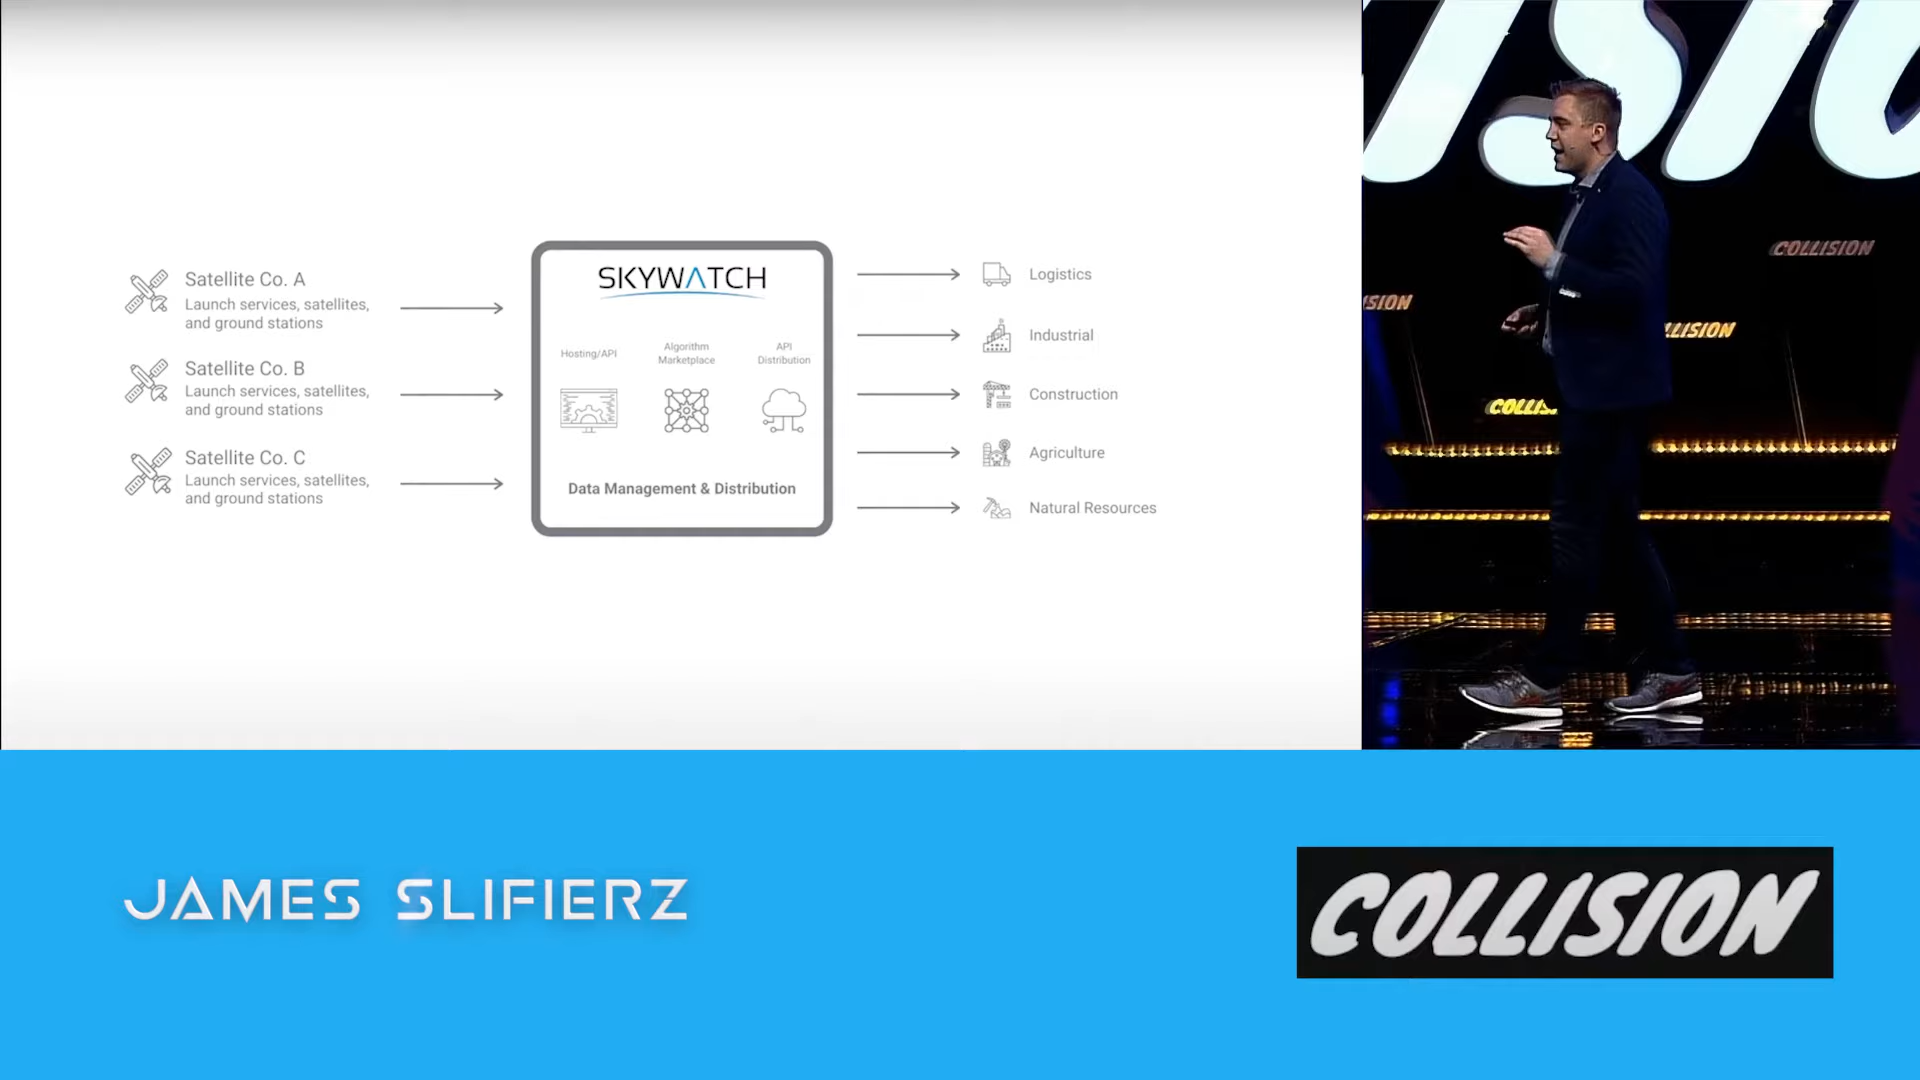 Satellite Co. A
Launch services, satellites,
and ground stations
Satellite Co. B
Launch services, satellites,
and ground stations
Satellite Co. C
Launch services, satellites,
and ground stations
SKYWATCH
Hosting/API
Algorithm
Marketplace
API
Distribution
Data Management & Distribution
Logistics
Industrial
Construction
Agriculture
Natural Resources
COLLISION
JAMES SLIFIERZ
COLLISION